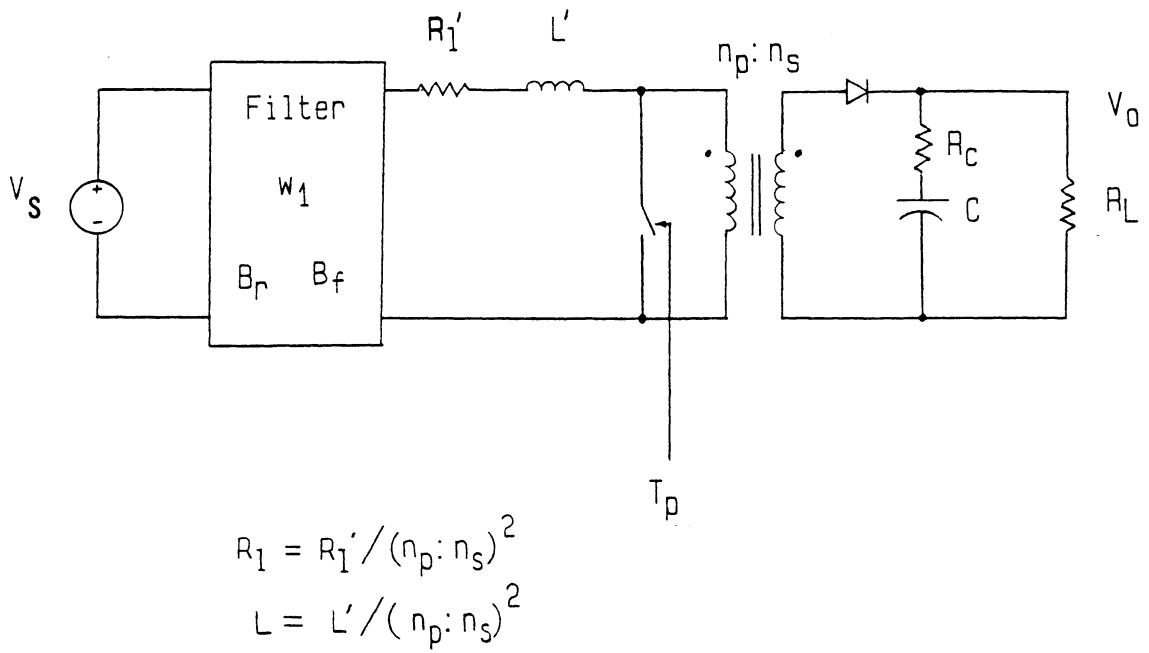 R1′ L′
np : ns
Filter
W1
Br Bf
VS
+
-
RC
C
RL
Vo
Tp
R1 = R1′/(np : ns)2
L = L′/( np : ns)2